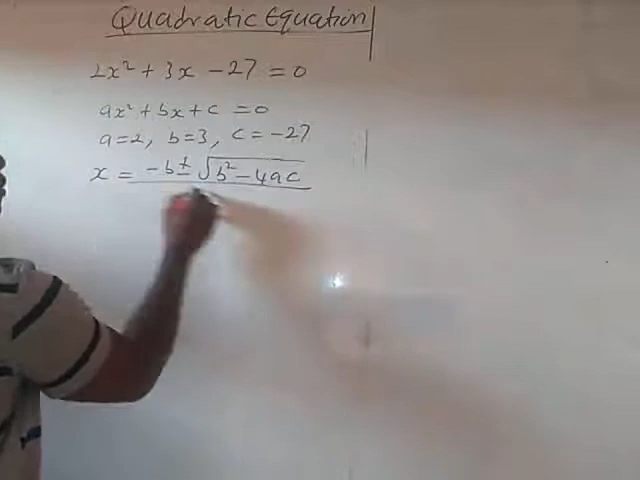 Quadratic Equation
2x² + 3x - 27 = 0
ax² + bx + c = 0
a=2, b=3, c = -27
x = -b ± √b² - 4ac